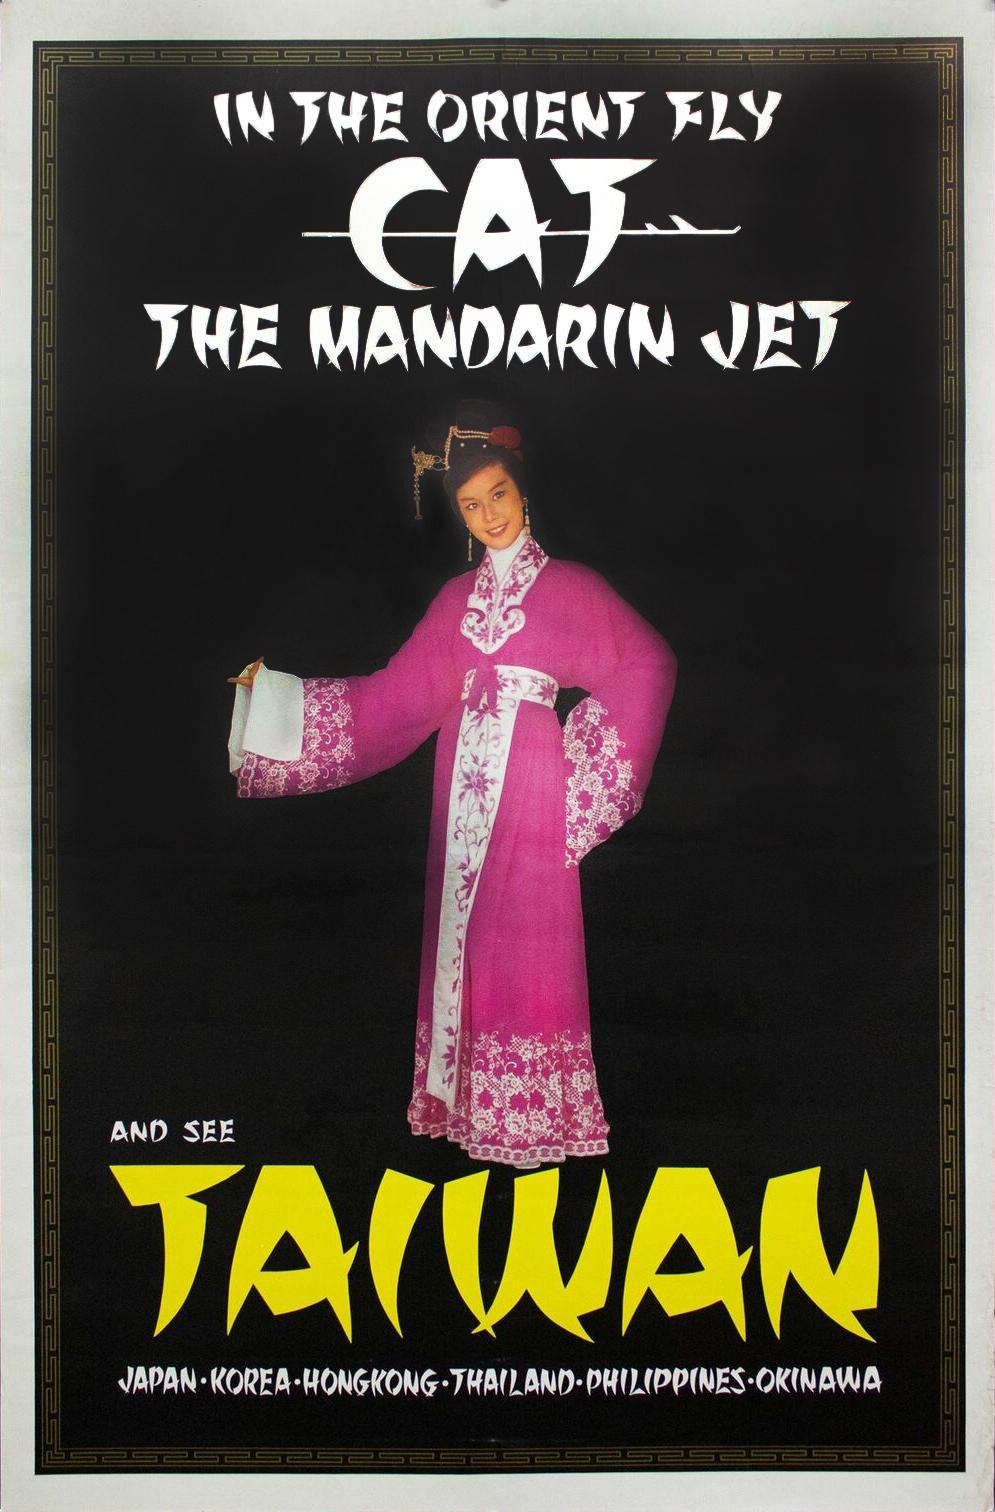 IN THE ORIENT FLY
CAT
THE MANDARIN JET
AND SEE
TAIWAN
JAPAN·KOREA·HONGKONG·THAILAND·PHILIPPINES·OKINAWA